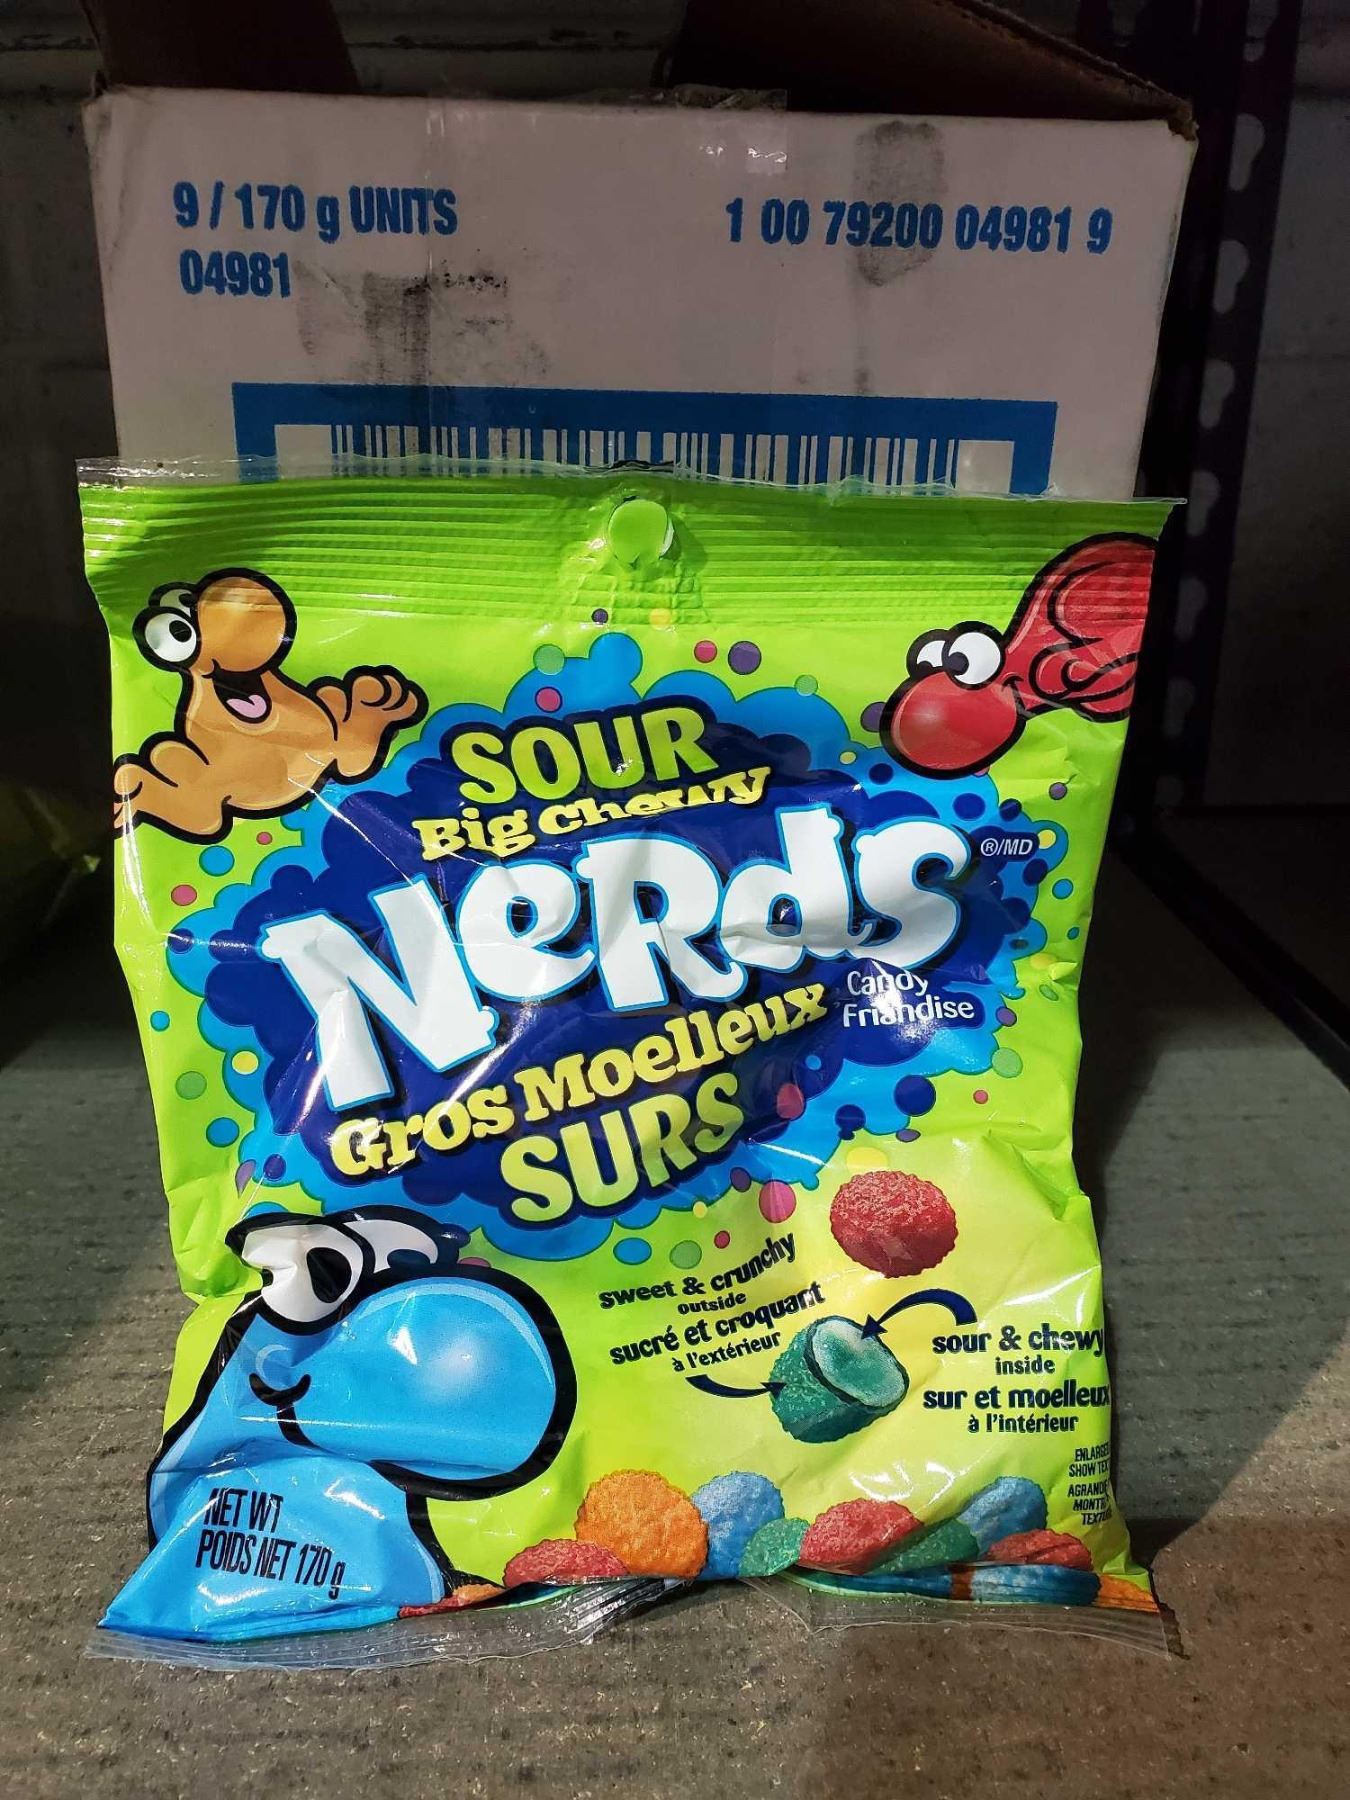 9 / 170 g UNITS
04981
1 00 79200 04981 9
SOUR
Big Chewy
NeRds
®/MD
Candy
Friandise
Gros Moelleux
SURS
sweet & crunchy
outside
sucré et croquant
à l'extérieur
sour & chewy
inside
sur et moelleux
à l'intérieur
SHOW
NET WT
POIDS NET 170 g